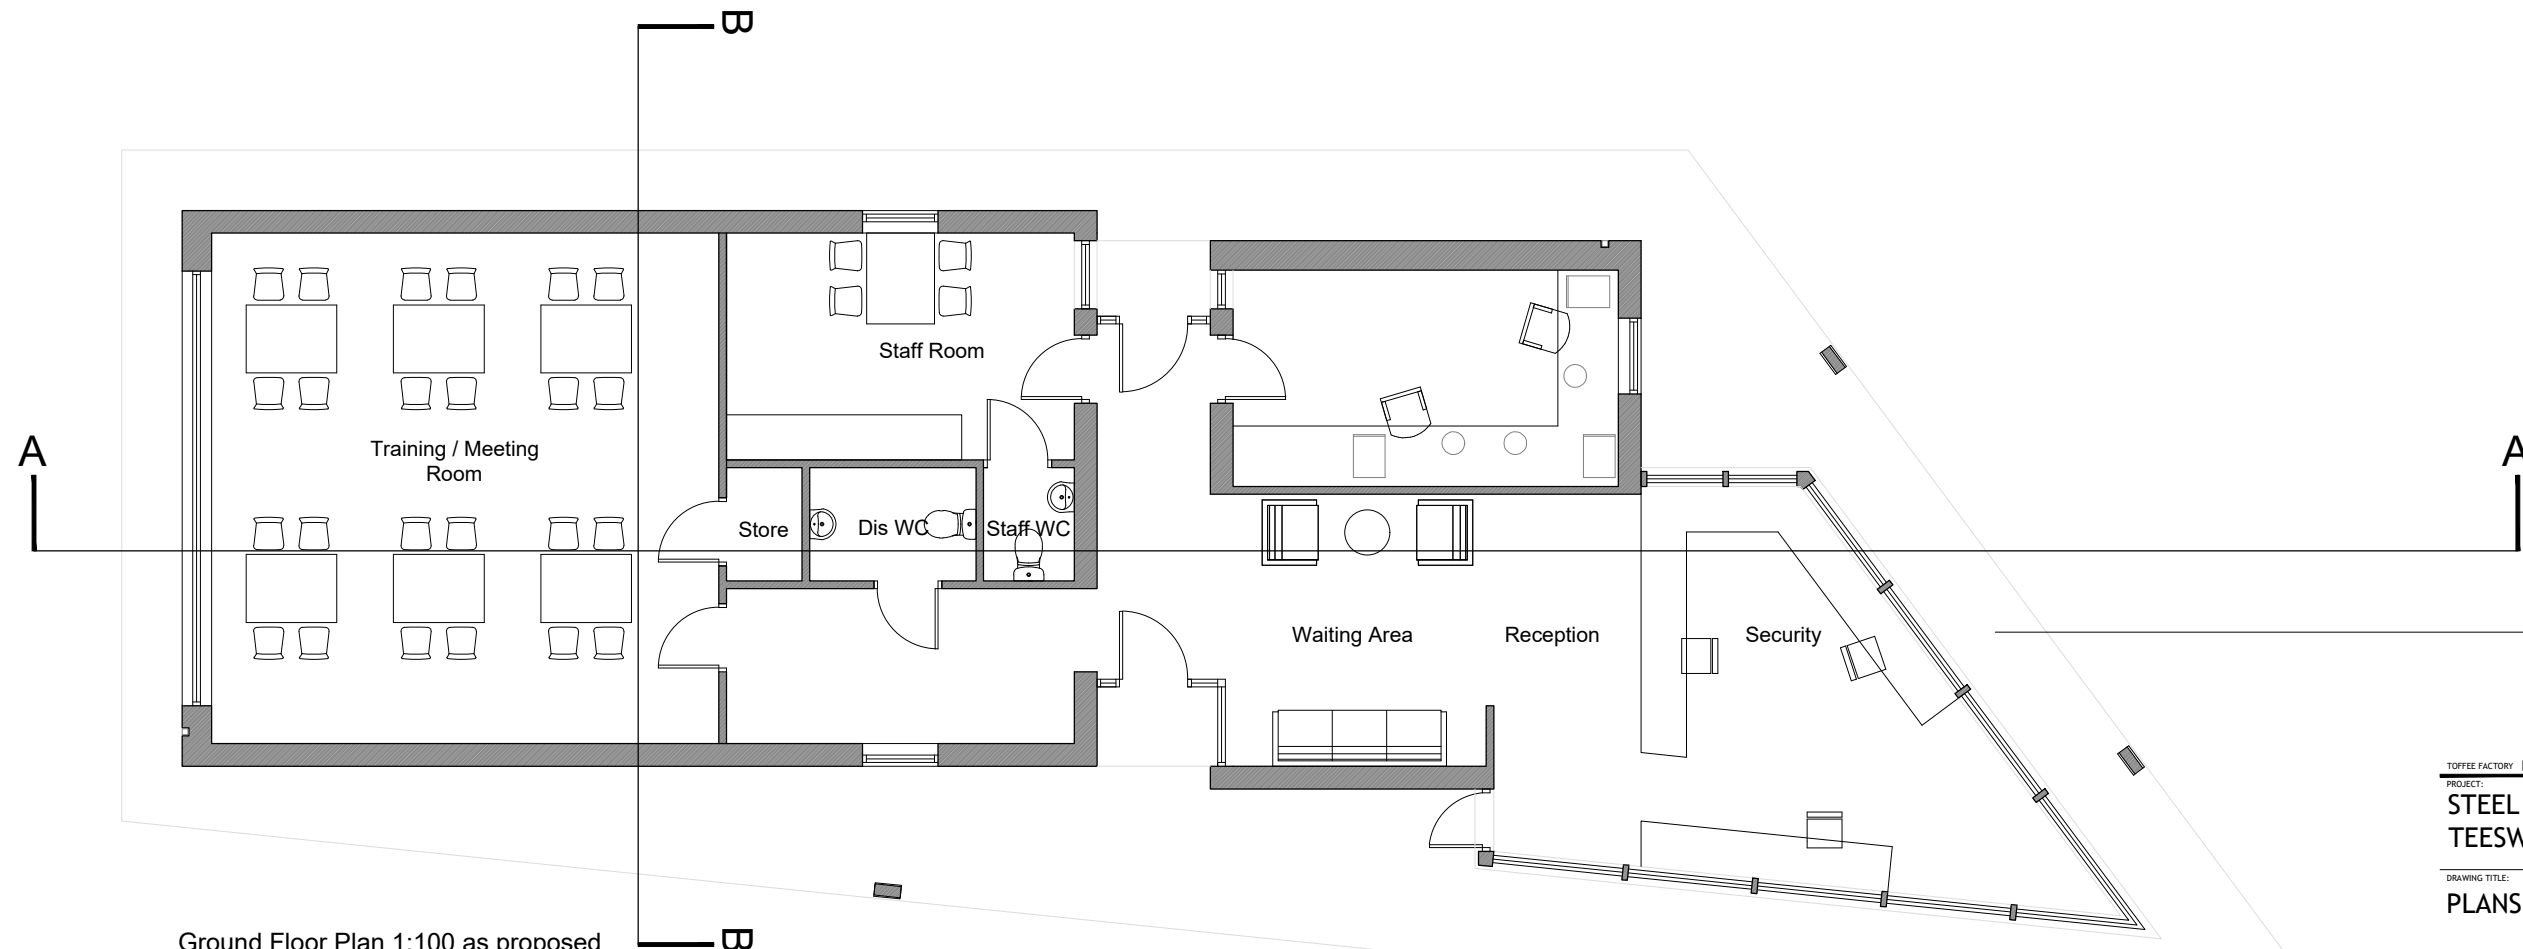 B
Staff Room
A
A
Training / Meeting
Room
Store
Dis WC
Staff WC
Waiting Area
Reception
Security
TOFFEE FACTORY
PROJECT:
STEEL
TEESW
DRAWING TITLE:
PLANS
Ground Floor Plan 1:100 as proposed
B